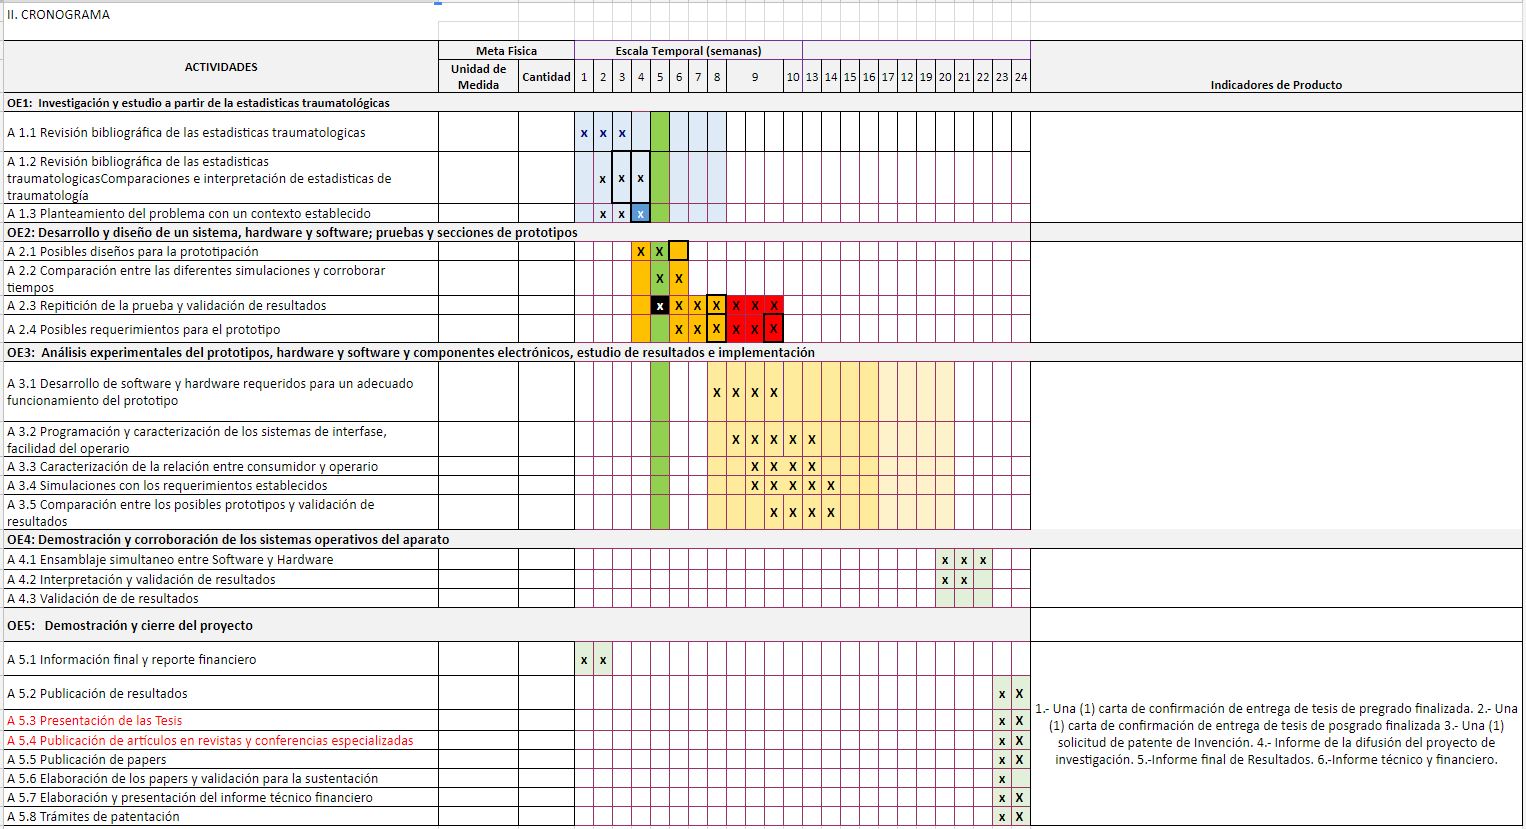 II. CRONOGRAMA
ACTIVIDADES
Meta Fisica
Escala Temporal (semanas)
Indicadores de Producto
Unidad de
Medida
Cantidad
1 2 3 4 5 6 7 8 9 10 13 14 15 16 17 12 19 20 21 22 23 24
OE1: Investigación y estudio a partir de la estadisticas traumatológicas
A 1.1 Revisión bibliográfica de las estadisticas traumatologicas
x x x
A 1.2 Revisión bibliográfica de las estadisticas
traumatologicasComparaciones e interpretación de estadisticas de
traumatología
x x x
A 1.3 Planteamiento del problema con un contexto establecido
x x x
OE2: Desarrollo y diseño de un sistema, hardware y software; pruebas y secciones de prototipos
A 2.1 Posibles diseños para la prototipación
X X
A 2.2 Comparación entre las diferentes simulaciones y corroborar
tiempos
X X
A 2.3 Repitición de la prueba y validación de resultados
x X X X X X X
A 2.4 Posibles requerimientos para el prototipo
X X X X X X
OE3: Análisis experimentales del prototipos, hardware y software y componentes electrónicos, estudio de resultados e implementación
A 3.1 Desarrollo de software y hardware requeridos para un adecuado
funcionamiento del prototipo
X X X X
A 3.2 Programación y caracterización de los sistemas de interfase,
facilidad del operario
X X X X X
A 3.3 Caracterización de la relación entre consumidor y operario
X X X X
A 3.4 Simulaciones con los requerimientos establecidos
X X X X X
A 3.5 Comparación entre los posibles prototipos y validación de
resultados
X X X X
OE4: Demostración y corroboración de los sistemas operativos del aparato
A 4.1 Ensamblaje simultaneo entre Software y Hardware
x x x
A 4.2 Interpretación y validación de resultados
x x
A 4.3 Validación de de resultados
OE5: Demostración y cierre del proyecto
A 5.1 Información final y reporte financiero
x x
A 5.2 Publicación de resultados
x X
A 5.3 Presentación de las Tesis
x X
A 5.4 Publicación de artículos en revistas y conferencias especializadas
x X
A 5.5 Publicación de papers
x X
A 5.6 Elaboración de los papers y validación para la sustentación
x
A 5.7 Elaboración y presentación del informe técnico financiero
x X
A 5.8 Trámites de patentación
x X
1.- Una (1) carta de confirmación de entrega de tesis de pregrado finalizada. 2.- Una
(1) carta de confirmación de entrega de tesis de posgrado finalizada 3.- Una (1)
solicitud de patente de Invención. 4.- Informe de la difusión del proyecto de
investigación. 5.-Informe final de Resultados. 6.-Informe técnico y financiero.